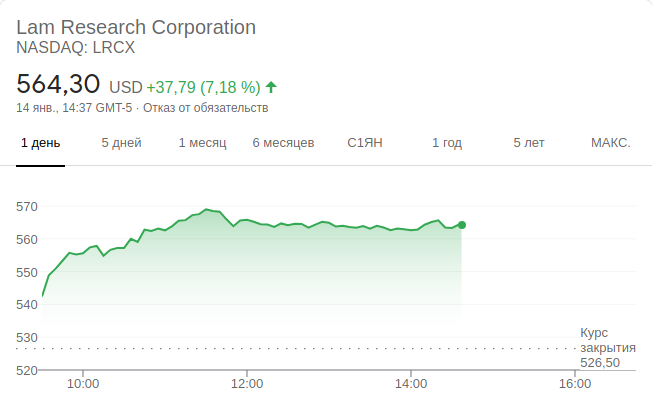 Lam Research Corporation
NASDAQ: LRCX
564,30 USD +37,79 (7,18 %)
14 янв., 14:37 GMT-5 · Отказ от обязательств
1 день 5 дней 1 месяц 6 месяцев С1ЯН 1 год 5 лет МАКС.
570
560
550
540
530
520
Курс
закрытия
526,50
10:00 12:00 14:00 16:00